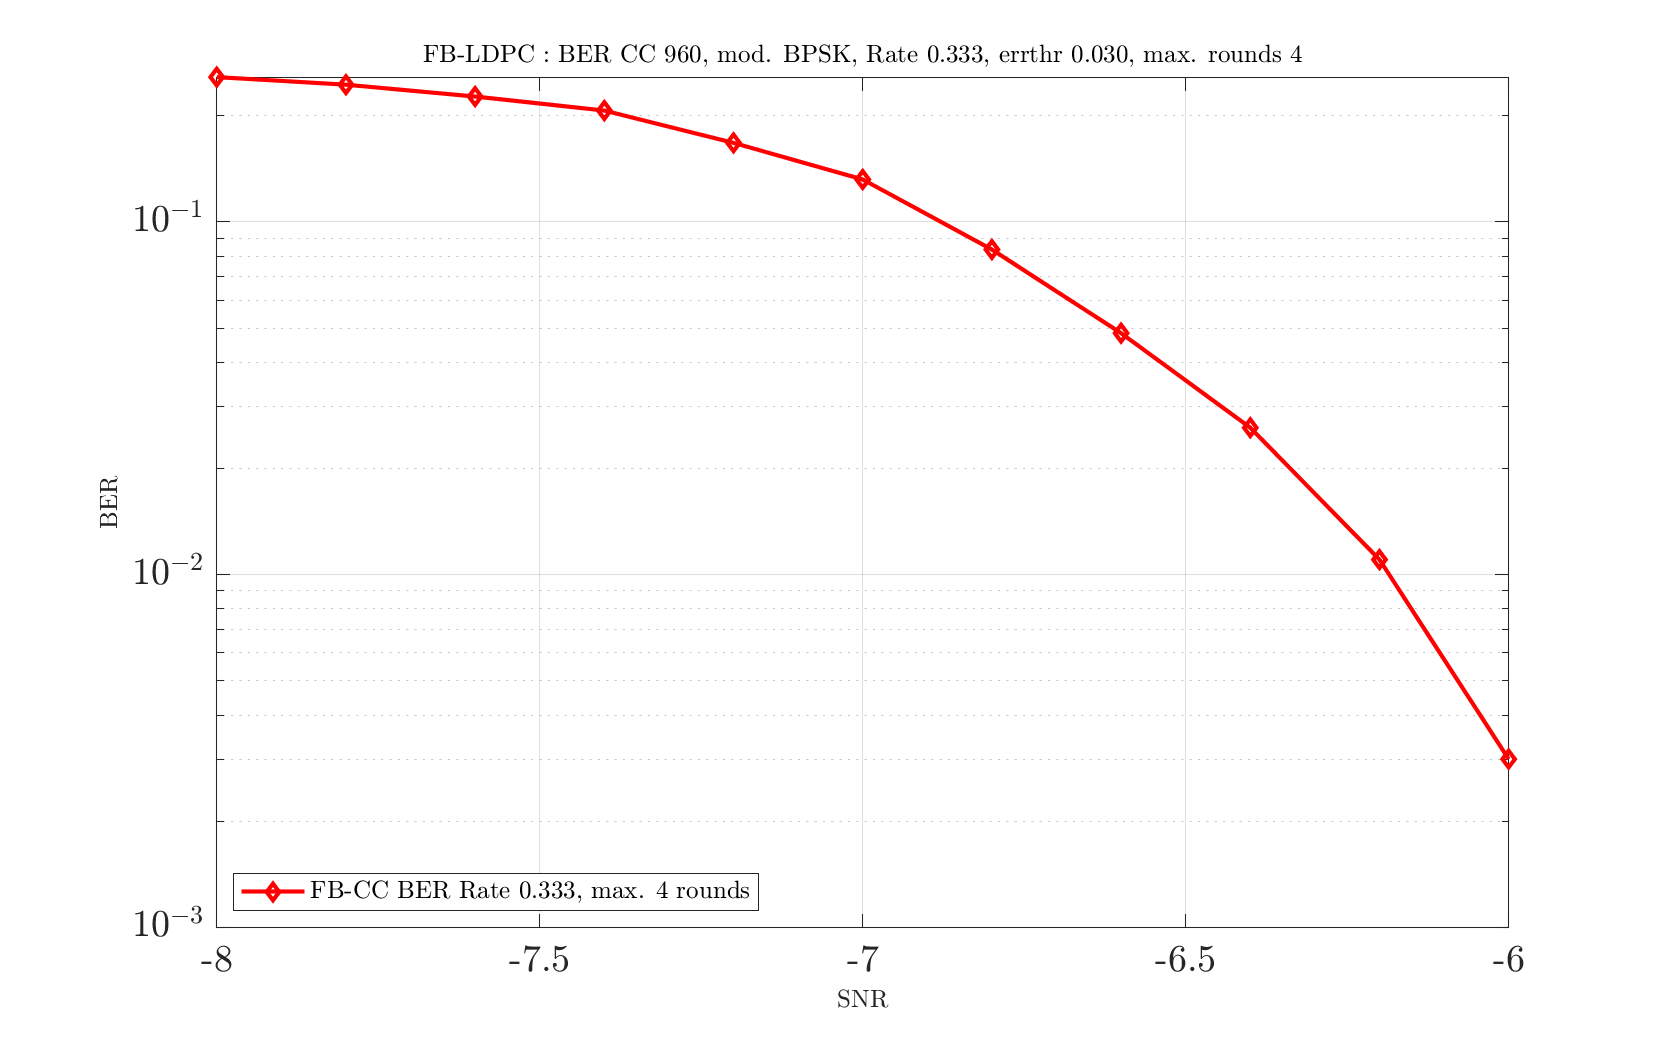 FB-LDPC : BER CC 960, mod. BPSK, Rate 0.333, errthr 0.030, max. rounds 4
10⁻¹
BER
10⁻²
FB-CC BER Rate 0.333, max. 4 rounds
10⁻³
-8 -7.5 -7 -6.5 -6
SNR